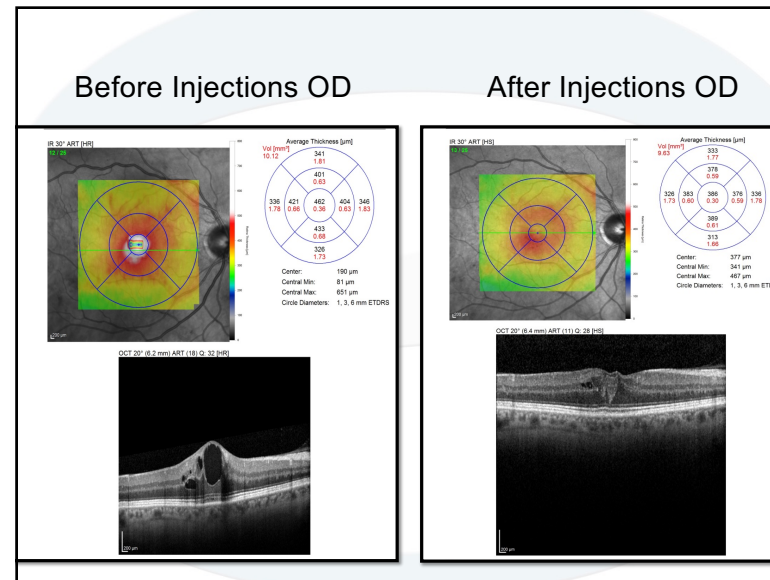 Before Injections OD
After Injections OD
IR 30° ART [HR]
12 / 26
Average Thickness [µm]
Vol [mm³]
10.12
341
1.81
401
0.63
336 421 462 404 346
1.78 0.66 0.36 0.63 1.83
433
0.68
326
1.73
Center: 190 µm
Central Min: 81 µm
Central Max: 651 µm
Circle Diameters: 1, 3, 6 mm ETDRS
200 µm
OCT 20° (6.2 mm) ART (18) Q: 32 [HR]
200 µm
IR 30° ART [HS]
Average Thickness [µm]
Vol [mm³]
9.63
333
1.77
378
0.59
326 383 386 376 336
1.73 0.60 0.30 0.59 1.78
389
0.61
313
1.66
Center: 377 µm
Central Min: 341 µm
Central Max: 467 µm
Circle Diameters: 1, 3, 6 mm
200 µm
OCT 20° (6.4 mm) ART (11) Q: 28 [HS]
200 µm